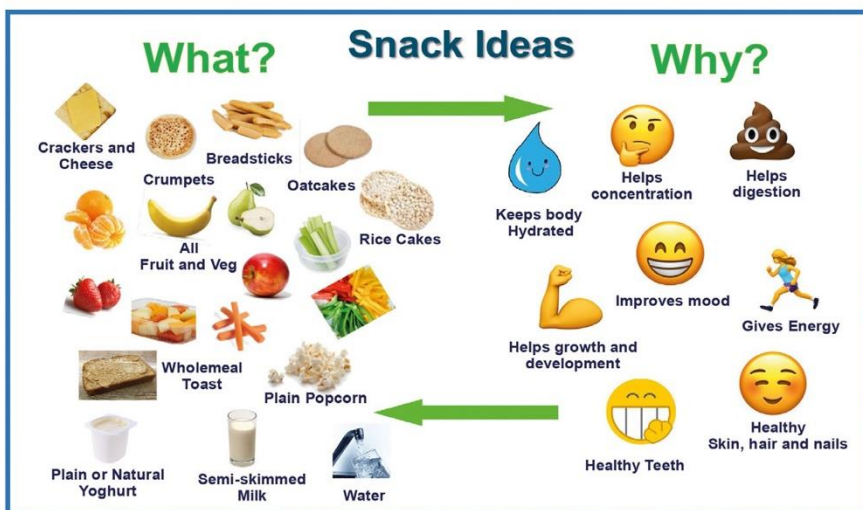 Snack Ideas
What?
Why?
Crackers and
Cheese
Crumpets
Breadsticks
Oatcakes
Rice Cakes
All
Fruit and Veg
Wholemeal
Toast
Plain Popcorn
Plain or Natural
Yoghurt
Semi-skimmed
Milk
Water
Keeps body
Hydrated
Helps
concentration
Helps
digestion
Improves mood
Gives Energy
Helps growth and
development
Healthy Teeth
Healthy
Skin, hair and nails